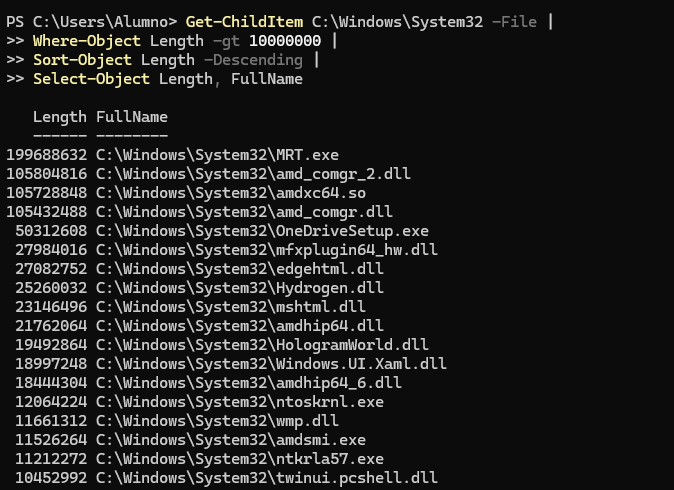 PS C:\Users\Alumno> Get-ChildItem C:\Windows\System32 -File |
>> Where-Object Length -gt 10000000 |
>> Sort-Object Length -Descending |
>> Select-Object Length, FullName
Length FullName
------ --------
199688632 C:\Windows\System32\MRT.exe
105804816 C:\Windows\System32\amd_comgr_2.dll
105728848 C:\Windows\System32\amdxc64.so
105432488 C:\Windows\System32\amd_comgr.dll
50312608 C:\Windows\System32\OneDriveSetup.exe
27984016 C:\Windows\System32\mfxplugin64_hw.dll
27082752 C:\Windows\System32\edgehtml.dll
25260032 C:\Windows\System32\Hydrogen.dll
23146496 C:\Windows\System32\mshtml.dll
21762064 C:\Windows\System32\amdhip64.dll
19492864 C:\Windows\System32\HologramWorld.dll
18997248 C:\Windows\System32\Windows.UI.Xaml.dll
18444304 C:\Windows\System32\amdhip64_6.dll
12064224 C:\Windows\System32\ntoskrnl.exe
11661312 C:\Windows\System32\wmp.dll
11526264 C:\Windows\System32\amdsmi.exe
11212272 C:\Windows\System32\ntkrla57.exe
10452992 C:\Windows\System32\twinui.pcshell.dll